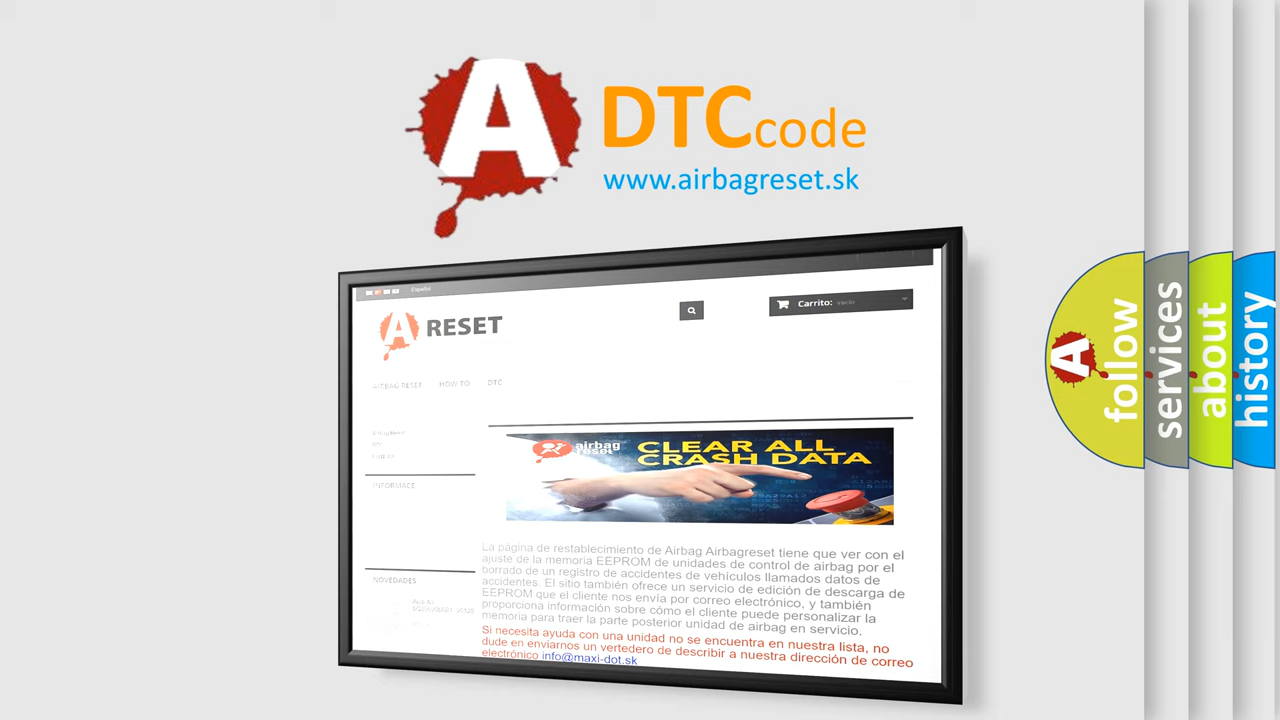 A
DTCcode
www.airbagreset.sk
Español
A RESET
Carrito: vacío
AIRBAG RESET HOW TO DTC
INFORMACE
airbag
reset
CLEAR ALL
CRASH DATA
La página de restablecimiento de Airbag Airbagreset tiene que ver con el
ajuste de la memoria EEPROM de unidades de control de airbag por el
borrado de un registro de accidentes de vehículos llamados datos de
accidentes. El sitio también ofrece un servicio de edición de descarga de
EEPROM que el cliente nos envía por correo electrónico, y también
proporciona información sobre cómo el cliente puede personalizar la
memoria para traer la parte posterior unidad de airbag en servicio.
Si necesita ayuda con una unidad no se encuentra en nuestra lista, no
dude en enviarnos un vertedero de describir a nuestra dirección de correo
electrónico info@maxi-dot.sk
NOVEDADES
A
follow
services
about
history